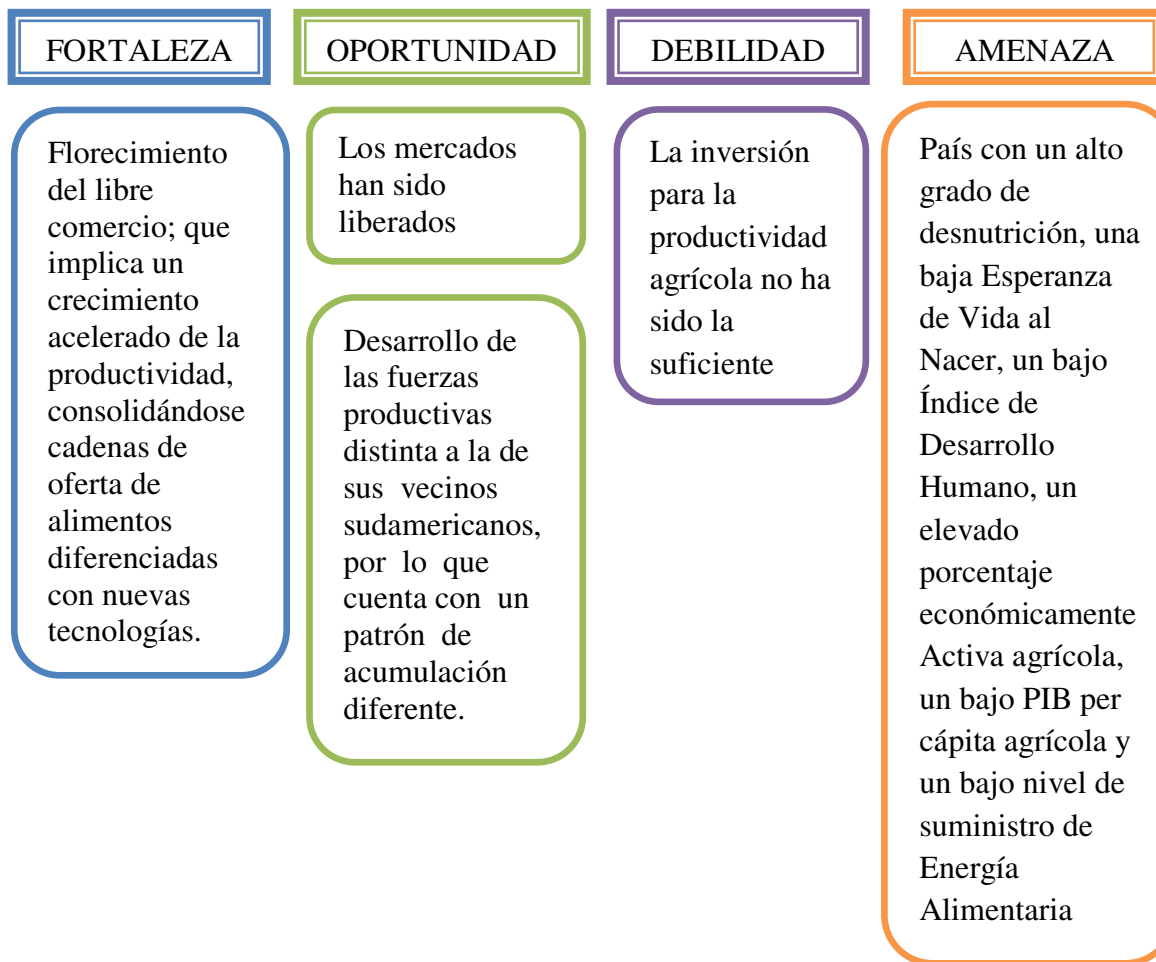 FORTALEZA
Florecimiento
del libre
comercio; que
implica un
crecimiento
acelerado de la
productividad,
consolidándose
cadenas de
oferta de
alimentos
diferenciadas
con nuevas
tecnologías.
OPORTUNIDAD
Los mercados
han sido
liberados
Desarrollo de
las fuerzas
productivas
distinta a la de
sus vecinos
sudamericanos,
por lo que
cuenta con un
patrón de
acumulación
diferente.
DEBILIDAD
La inversión
para la
productividad
agrícola no ha
sido la
suficiente
AMENAZA
País con un alto
grado de
desnutrición, una
baja Esperanza
de Vida al
Nacer, un bajo
Índice de
Desarrollo
Humano, un
elevado
porcentaje
económicamente
Activa agrícola,
un bajo PIB per
cápita agrícola y
un bajo nivel de
suministro de
Energía
Alimentaria